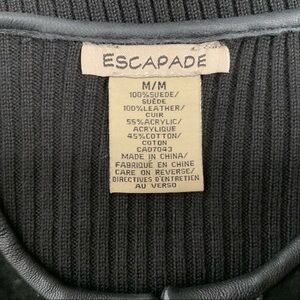 ESCAPADE
M/M
100%SUEDE/
SUÈDE
100%LEATHER/
CUIR
55%ACRYLIC/
ACRYLIQUE
45%COTTON/
COTON
CA07043
MADE IN CHINA/
FABRIQUÉ EN CHINE
CARE ON REVERSE/
DIRECTIVES D'ENTRETIEN
AU VERSO